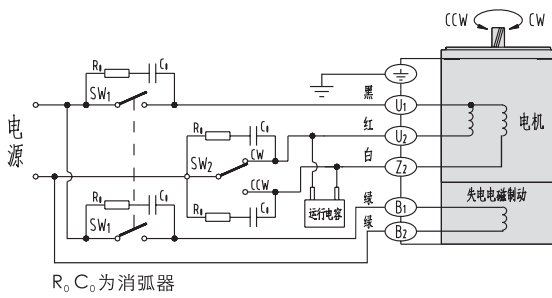 CCW CW
R₀ C₀
SW₁
黑 U₁
电源
R₀ C₀
红 U₂
电机
SW₂ CW
白 Z₂
CCW
R₀ C₀
运行电容
失电电磁制动
R₀ C₀
绿 B₁
SW₁
绿 B₂
R₀ C₀为消弧器